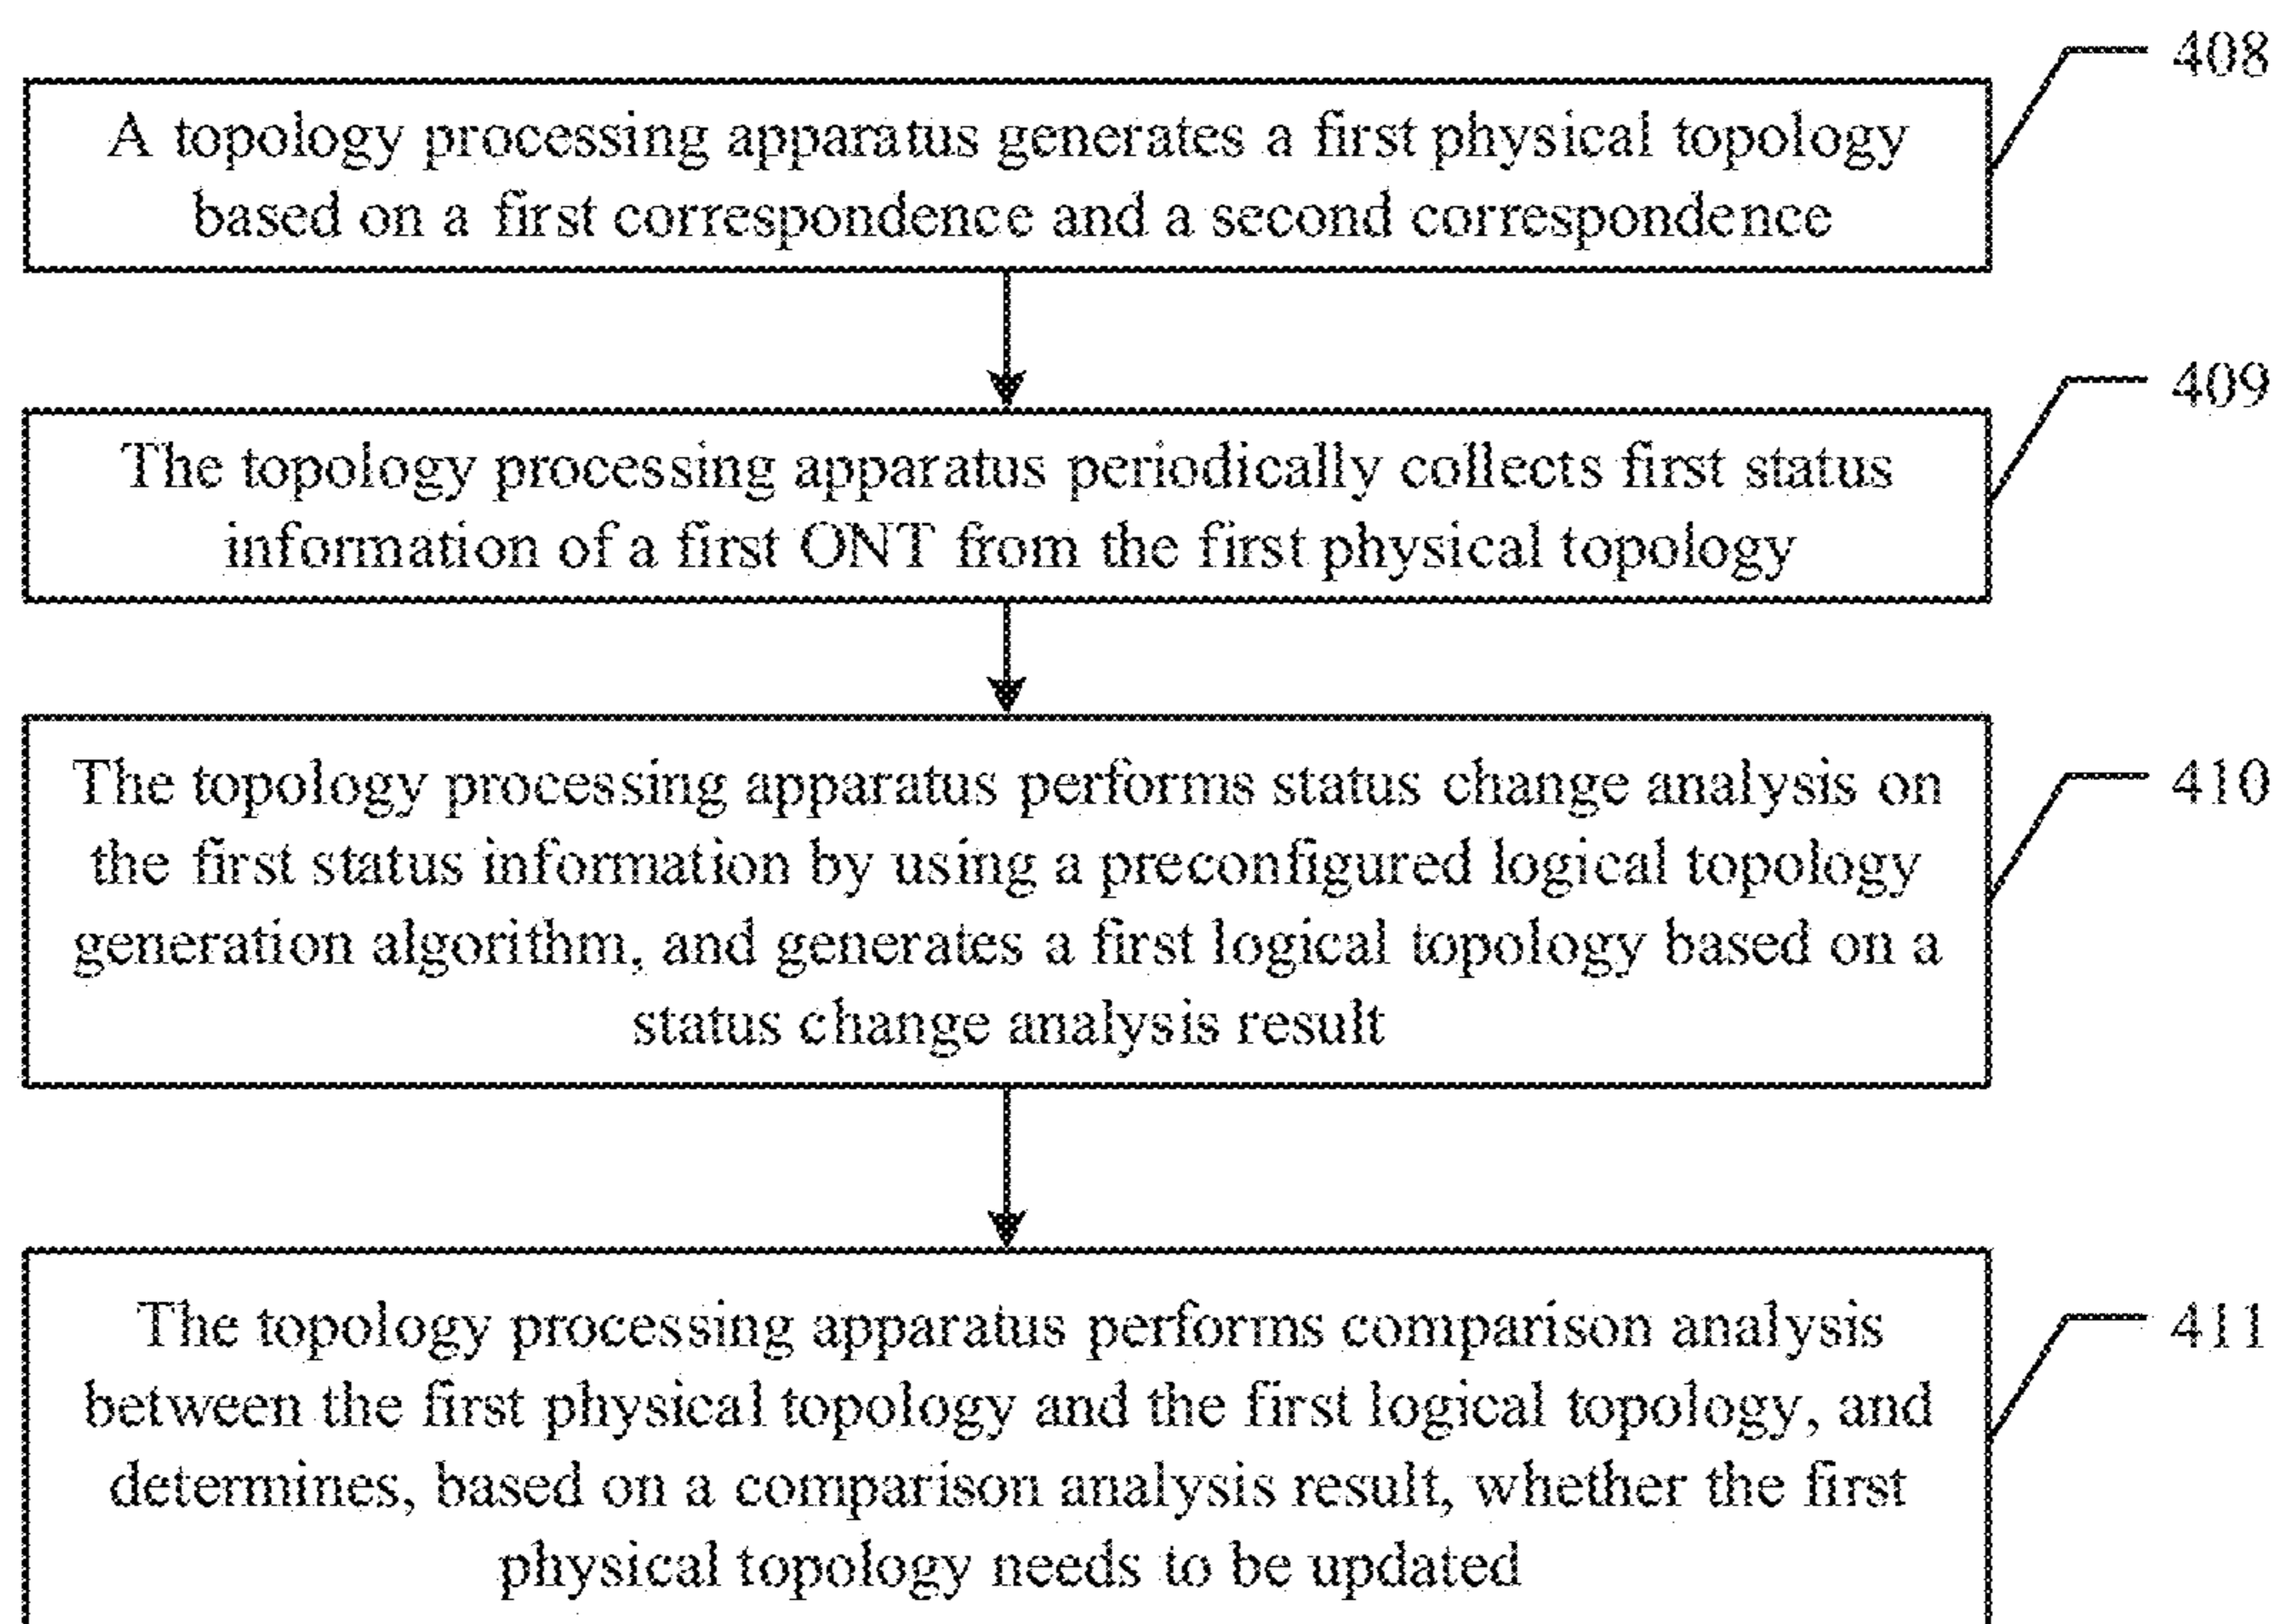 408
A topology processing apparatus generates a first physical topology
based on a first correspondence and a second correspondence
409
The topology processing apparatus periodically collects first status
information of a first ONT from the first physical topology
410
The topology processing apparatus performs status change analysis on
the first status information by using a preconfigured logical topology
generation algorithm, and generates a first logical topology based on a
status change analysis result
411
The topology processing apparatus performs comparison analysis
between the first physical topology and the first logical topology, and
determines, based on a comparison analysis result, whether the first
physical topology needs to be updated